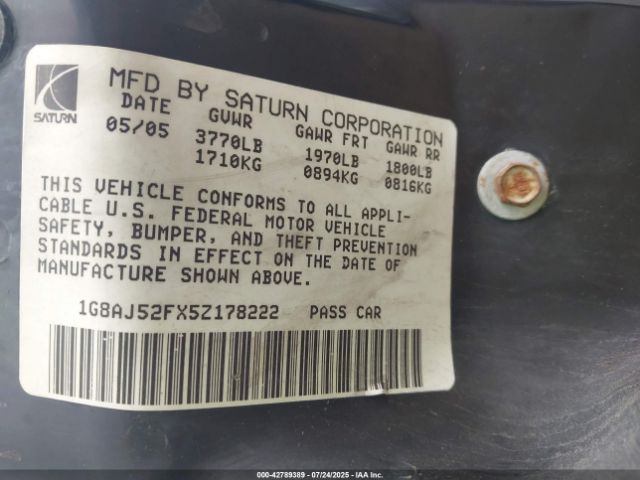 SATURN
MFD BY SATURN CORPORATION
DATE GVWR GAWR FRT GAWR RR
05/05 3770LB 1970LB 1800LB
1710KG 0894KG 0816KG
THIS VEHICLE CONFORMS TO ALL APPLI-
CABLE U.S. FEDERAL MOTOR VEHICLE
SAFETY, BUMPER, AND THEFT PREVENTION
STANDARDS IN EFFECT ON THE DATE OF
MANUFACTURE SHOWN ABOVE.
1G8AJ52FX5Z178222 PASS CAR
000-42789389 - 07/24/2025 - IAA Inc.